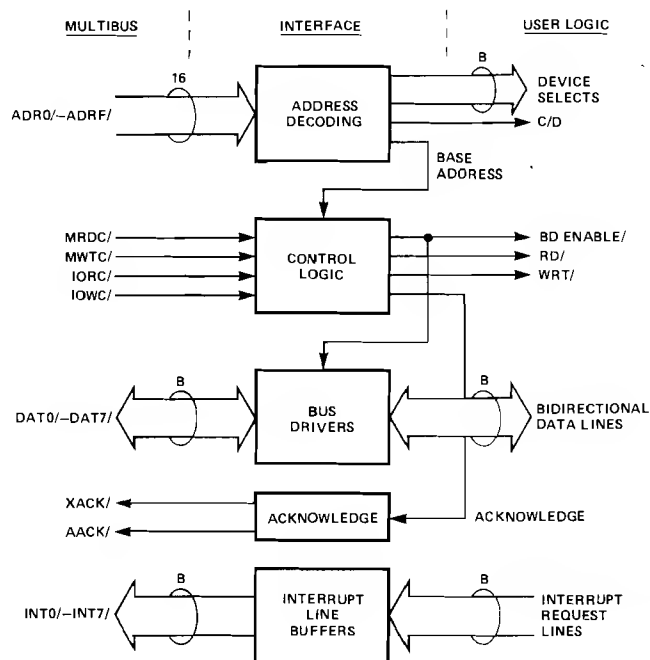 MULTIBUS
INTERFACE
USER LOGIC
16
ADR0/–ADRF/
ADDRESS
DECODING
B
DEVICE
SELECTS
C/D
BASE
ADDRESS
MRDC/
MWTC/
IORC/
IOWC/
CONTROL
LOGIC
BD ENABLE/
RD/
WRT/
B
DAT0/–DAT7/
BUS
DRIVERS
B
BIDIRECTIONAL
DATA LINES
XACK/
AACK/
ACKNOWLEDGE
ACKNOWLEDGE
B
INT0/–INT7/
INTERRUPT
LINE
BUFFERS
B
INTERRUPT
REQUEST
LINES